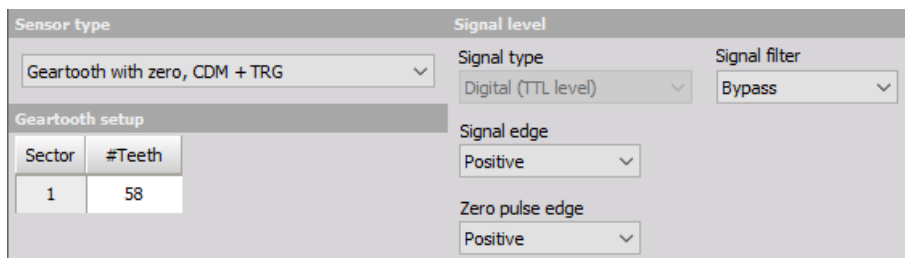 Sensor type
Geartooth with zero, CDM + TRG
Geartooth setup
Sector #Teeth
1 58
Signal level
Signal type Signal filter
Digital (TTL level) Bypass
Signal edge
Positive
Zero pulse edge
Positive